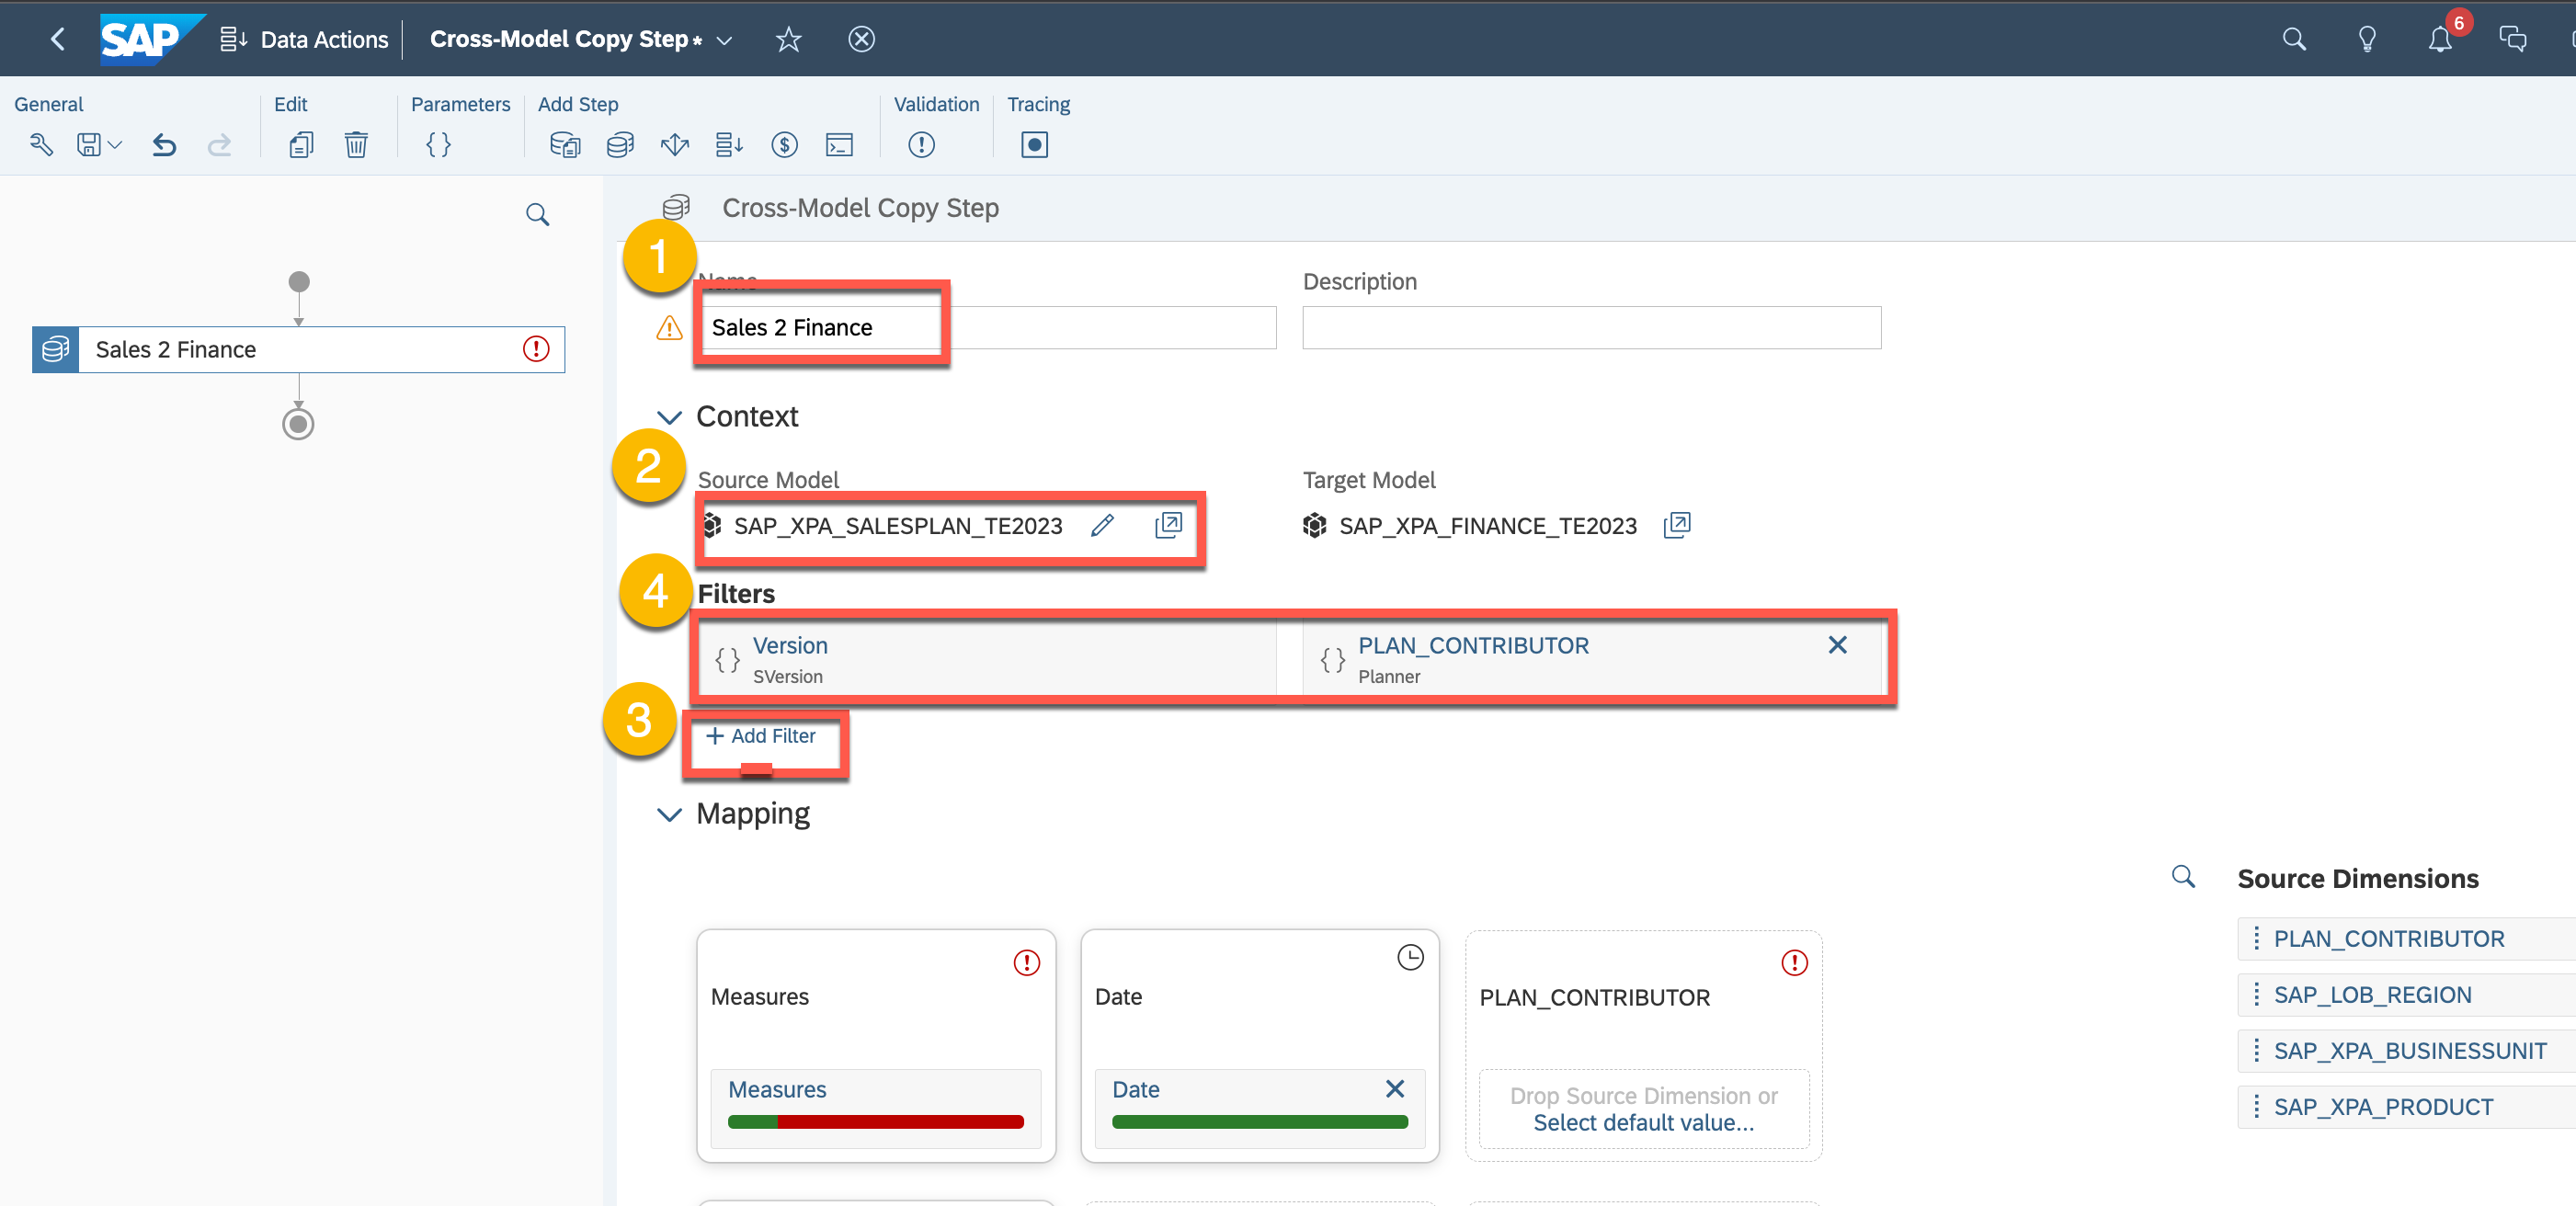 SAP Data Actions Cross-Model Copy Step* 6
General Edit Parameters Add Step Validation Tracing
Cross-Model Copy Step
1
Name Description
Sales 2 Finance
Sales 2 Finance
Context
2
Source Model Target Model
SAP_XPA_SALESPLAN_TE2023 SAP_XPA_FINANCE_TE2023
4
Filters
{ } Version { } PLAN_CONTRIBUTOR
SVersion Planner
3
+ Add Filter
Mapping
Source Dimensions
PLAN_CONTRIBUTOR
SAP_LOB_REGION
SAP_XPA_BUSINESSUNIT
SAP_XPA_PRODUCT
Measures Date PLAN_CONTRIBUTOR
Measures Date Drop Source Dimension or
Select default value...